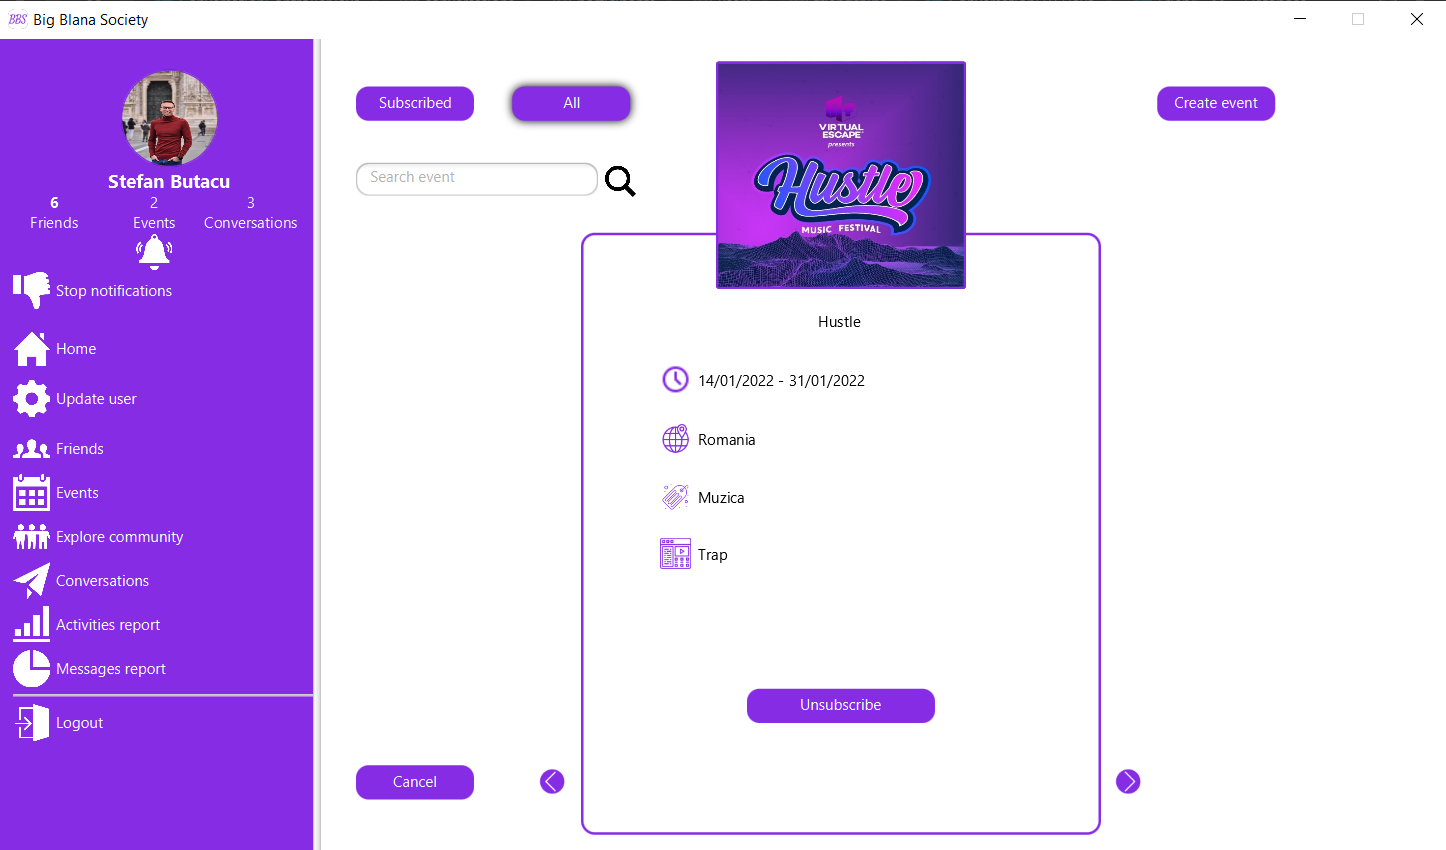 BBS Big Blana Society
Stefan Butacu
6 2 3
Friends Events Conversations
Stop notifications
Home
Update user
Friends
Events
Explore community
Conversations
Activities report
Messages report
Logout
Subscribed All Create event
Search event
VIRTUAL
ESCAPE
presents
Hustle
MUSIC FESTIVAL
Hustle
14/01/2022 - 31/01/2022
Romania
Muzica
Trap
Unsubscribe
Cancel